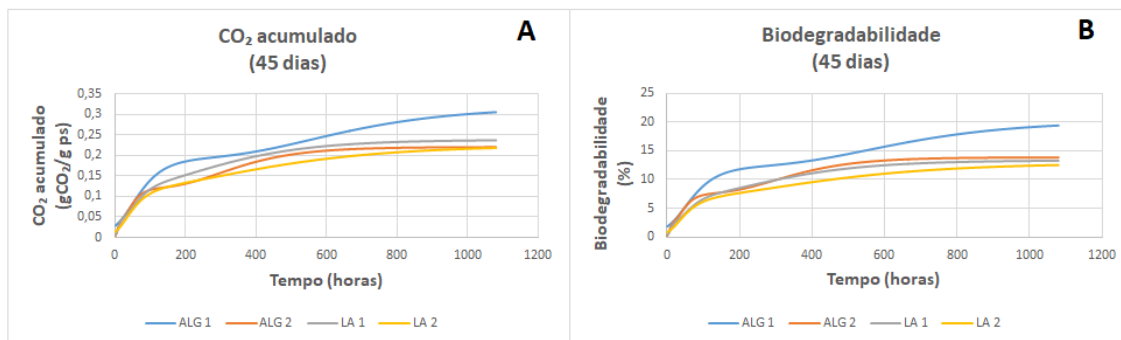 CO₂ acumulado
(45 dias)
A
CO₂ acumulado
(gCO₂/g ps)
0,35
0,3
0,25
0,2
0,15
0,1
0,05
0
0 200 400 600 800 1000 1200
Tempo (horas)
ALG 1 ALG 2 LA 1 LA 2
Biodegradabilidade
(45 dias)
B
Biodegradabilidade
(%)
25
20
15
10
5
0
0 200 400 600 800 1000 1200
Tempo (horas)
ALG 1 ALG 2 LA 1 LA 2